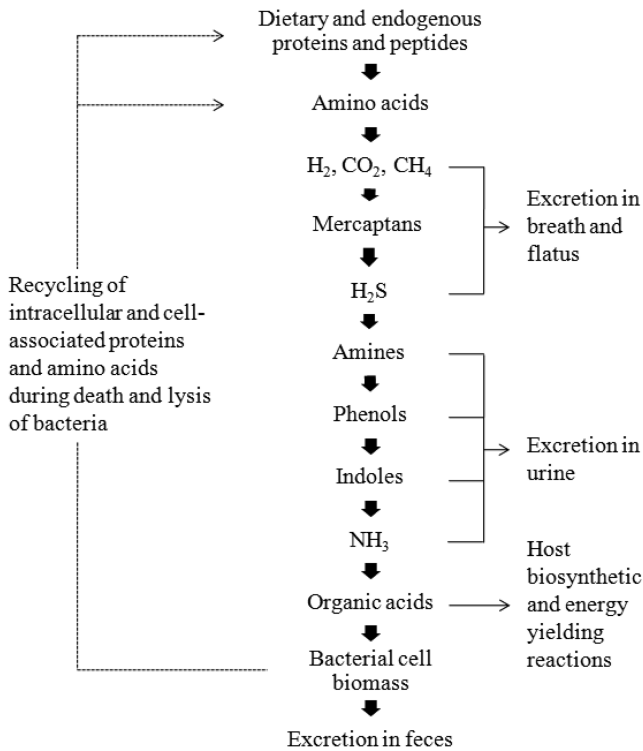 Dietary and endogenous
proteins and peptides
Amino acids
H₂, CO₂, CH₄
Mercaptans
H₂S
Excretion in
breath and
flatus
Recycling of
intracellular and cell-
associated proteins
and amino acids
during death and lysis
of bacteria
Amines
Phenols
Indoles
NH₃
Excretion in
urine
Organic acids
Host
biosynthetic
and energy
yielding
reactions
Bacterial cell
biomass
Excretion in feces